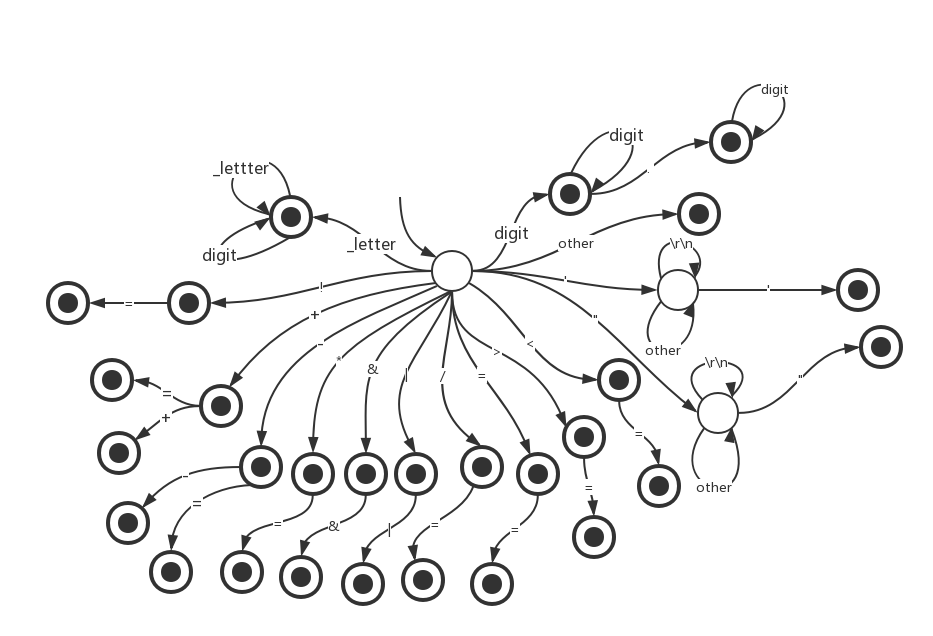 digit
digit
_lettter
.
digit
_letter
digit
other
\r\n
'
!
'
=
+
"
-
<
other
>
*
&
|
/
=
\r\n
"
=
+
=
-
=
=
other
=
&
|
=
=